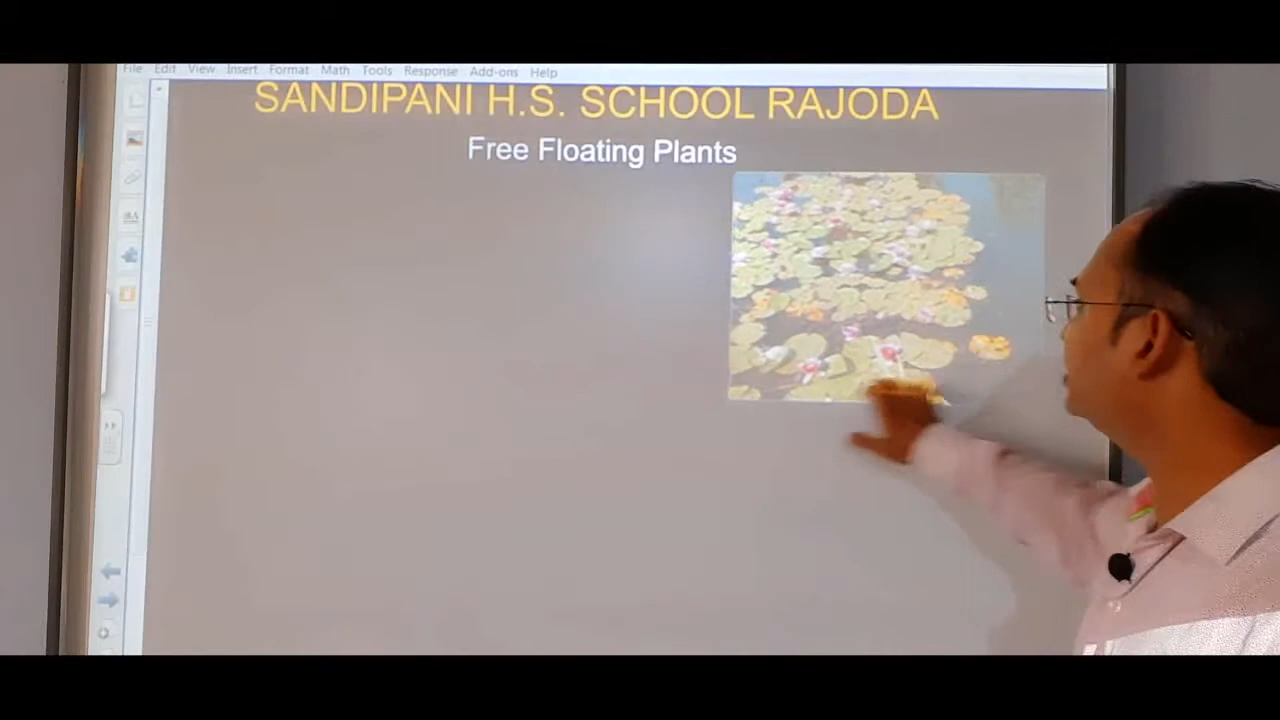 File Edit View Insert Format Math Tools Response Add-ons Help
SANDIPANI H.S. SCHOOL RAJODA
Free Floating Plants